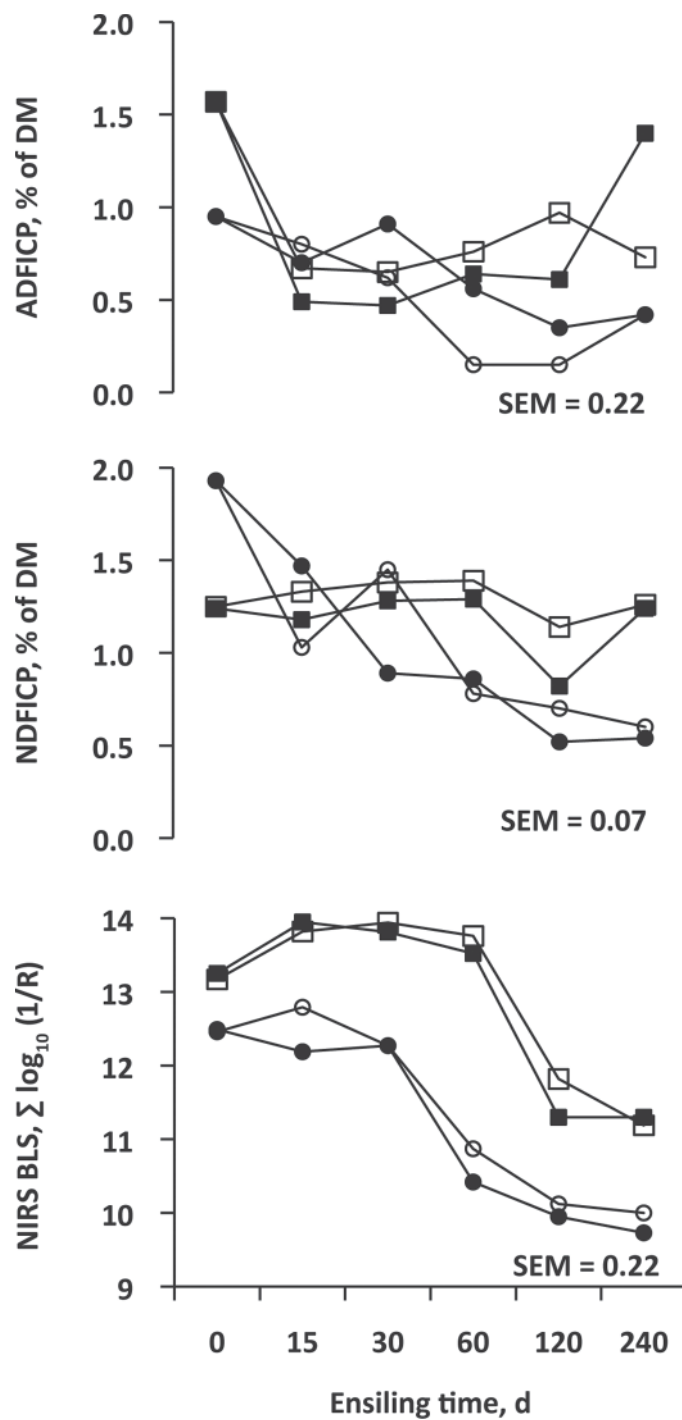 ADFICP, % of DM
2.0
1.5
1.0
0.5
0.0
SEM = 0.22
NDFICP, % of DM
2.0
1.5
1.0
0.5
0.0
SEM = 0.07
NIRS BLS, ∑ log₁₀ (1/R)
14
13
12
11
10
9
SEM = 0.22
0 15 30 60 120 240
Ensiling time, d